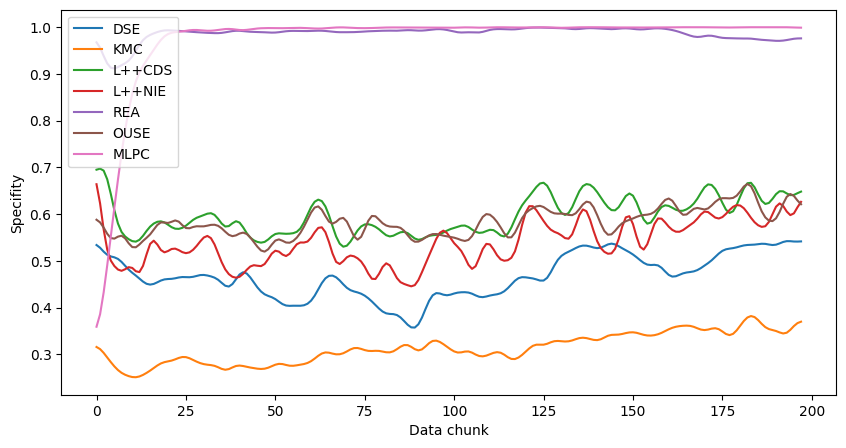 DSE
KMC
L++CDS
L++NIE
REA
OUSE
MLPC
1.0
0.9
0.8
0.7
0.6
0.5
0.4
0.3
Specifity
0 25 50 75 100 125 150 175 200
Data chunk